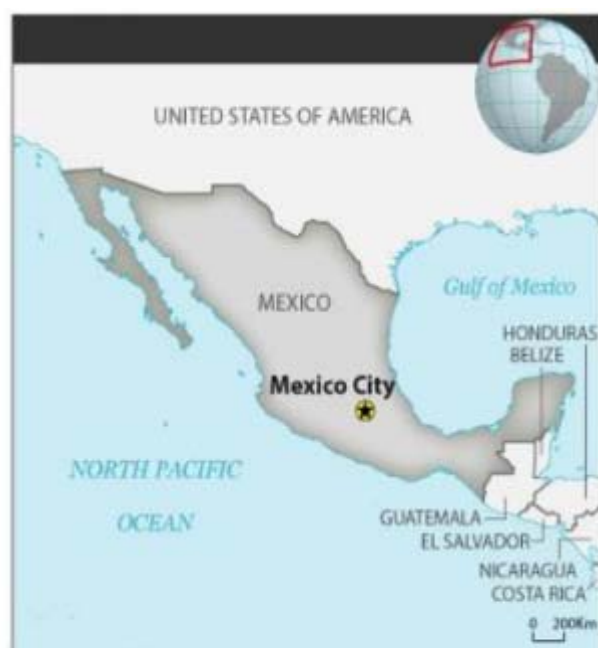 UNITED STATES OF AMERICA
Gulf of Mexico
MEXICO
HONDURAS
BELIZE
Mexico City
NORTH PACIFIC
OCEAN
GUATEMALA
EL SALVADOR
NICARAGUA
COSTA RICA
0 200Km